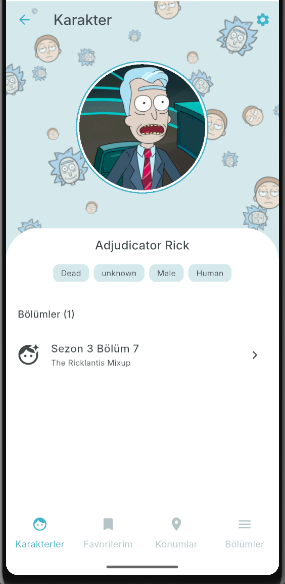 Karakter
Adjudicator Rick
Dead unknown Male Human
Bölümler (1)
Sezon 3 Bölüm 7
The Ricklantis Mixup
Karakterler Favorilerim Konumlar Bölümler